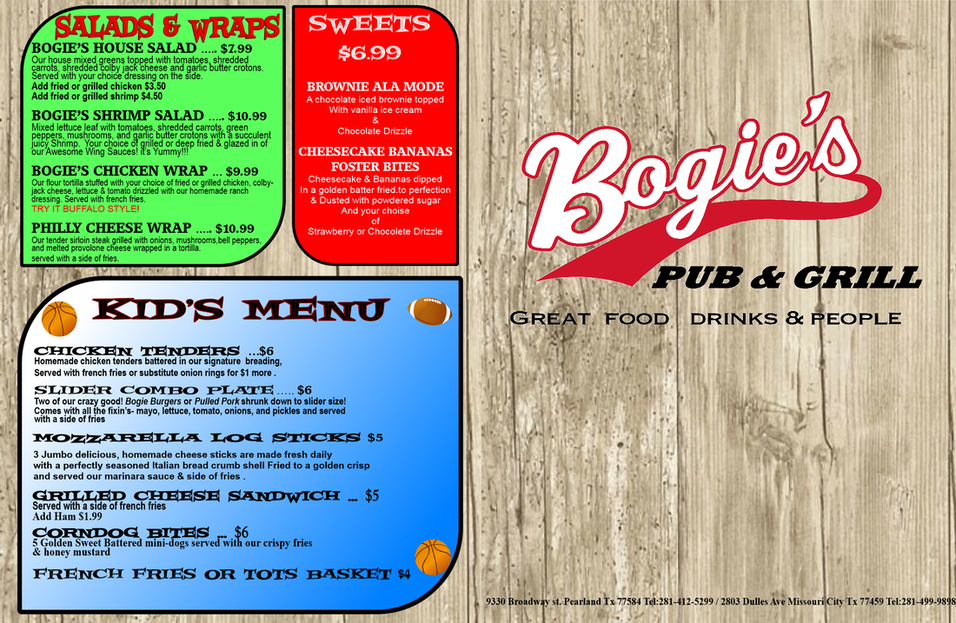 SALADS & WRAPS
BOGIE'S HOUSE SALAD ..... $7.99
Our house mixed greens topped with tomatoes, shredded
carrots, shredded colby jack cheese and garlic butter crotons.
Served with your choice dressing on the side.
Add fried or grilled chicken $3.50
Add fried or grilled shrimp $4.50
BOGIE'S SHRIMP SALAD ..... $10.99
Mixed lettuce leaf with tomatoes, shredded carrots, green
peppers, mushrooms, and garlic butter crotons with a succulent
juicy Shrimp. Your choice of grilled or deep fried & glazed in of
our Awesome Wing Sauces! It's Yummy!!!
BOGIE'S CHICKEN WRAP ... $9.99
Our flour tortilla stuffed with your choice of fried or grilled chicken, colby-
jack cheese, lettuce & tomato drizzled with our homemade ranch
dressing. Served with french fries.
TRY IT BUFFALO STYLE!
PHILLY CHEESE WRAP ..... $10.99
Our tender sirloin steak grilled with onions, mushrooms,bell peppers,
and melted provolone cheese wrapped in a tortilla.
served with a side of fries.
SWEETS
$6.99
BROWNIE ALA MODE
A chocolate iced brownie topped
With vanilla ice cream
&
Chocolate Drizzle
CHEESECAKE BANANAS
FOSTER BITES
Cheesecake & Bananas dipped
In a golden batter fried.to perfection
& Dusted with powdered sugar
And your choise
of
Strawberry or Chocolete Drizzle
KID'S MENU
CHICKEN TENDERS ...$6
Homemade chicken tenders battered in our signature breading,
Served with french fries or substitute onion rings for $1 more .
SLIDER COMBO PLATE ..... $6
Two of our crazy good! Bogie Burgers or Pulled Pork shrunk down to slider size!
Comes with all the fixin's- mayo, lettuce, tomato, onions, and pickles and served
with a side of fries
MOZZARELLA LOG STICKS $5
3 Jumbo delicious, homemade cheese sticks are made fresh daily
with a perfectly seasoned Italian bread crumb shell Fried to a golden crisp
and served our marinara sauce & side of fries .
GRILLED CHEESE SANDWICH ... $5
Served with a side of french fries
Add Ham $1.99
CORNDOG BITES ... $6
5 Golden Sweet Battered mini-dogs served with our crispy fries
& honey mustard
FRENCH FRIES OR TOTS BASKET $4
Bogie's
PUB & GRILL
GREAT FOOD DRINKS & PEOPLE
9330 Broadway st. Pearland Tx 77584 Tel:281-412-5299 / 2803 Dulles Ave Missouri City Tx 77459 Tel:281-499-9898